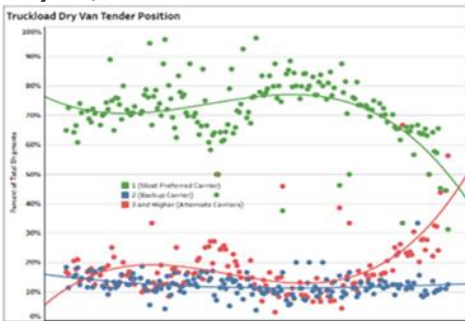 Truckload Dry Van Tender Position
100%
90%
80%
70%
60%
50%
40%
30%
20%
10%
0%
Percent of Total Shipments
1 (Most Preferred Carrier)
2 (Backup Carrier)
3 and Higher (Alternate Carriers)